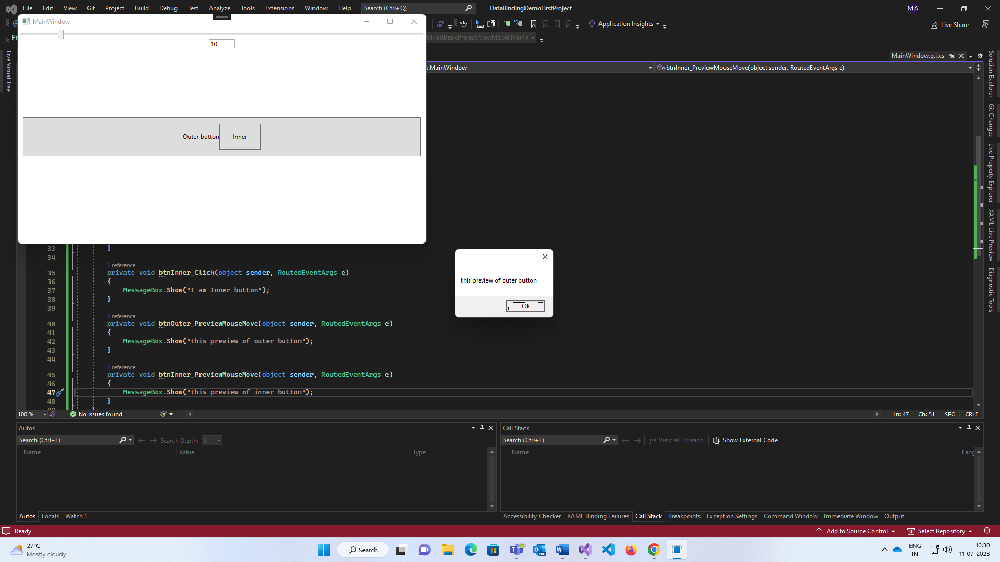 File Edit View Git Project Build Debug Test Analyze Tools Extensions Window Help Search (Ctrl+Q) DataBindingDemoFirstProject MA
MainWindow
Application Insights Live Share
MFirstBasicProject.ViewModel.MainV
10
Live Visual Tree
MainWindow.g.i.cs
t.MainWindow btnInner_PreviewMouseMove(object sender, RoutedEventArgs e)
Outer button Inner
Solution Explorer
Git Changes
Live Property Explorer
XAML Live Preview
Diagnostic Tools
33 }
34
1 reference
35 private void btnInner_Click(object sender, RoutedEventArgs e)
36 {
37 MessageBox.Show("I am Inner button");
38 }
39
1 reference
40 private void btnOuter_PreviewMouseMove(object sender, RoutedEventArgs e)
41 {
42 MessageBox.Show("this preview of outer button");
43 }
44
1 reference
45 private void btnInner_PreviewMouseMove(object sender, RoutedEventArgs e)
46 {
47 MessageBox.Show("this preview of inner button");
48 }
this preview of outer button
OK
100 % No issues found Ln: 47 Ch: 51 SPC CRLF
Autos
Search (Ctrl+E) Search Depth: 3
Name Value Type
Autos Locals Watch 1
Call Stack
Search (Ctrl+E) View all Threads Show External Code
Name Lang
Accessibility Checker XAML Binding Failures Call Stack Breakpoints Exception Settings Command Window Immediate Window Output
Ready Add to Source Control Select Repository
27°C
Mostly cloudy
Search
ENG
IN
10:30
11-07-2023